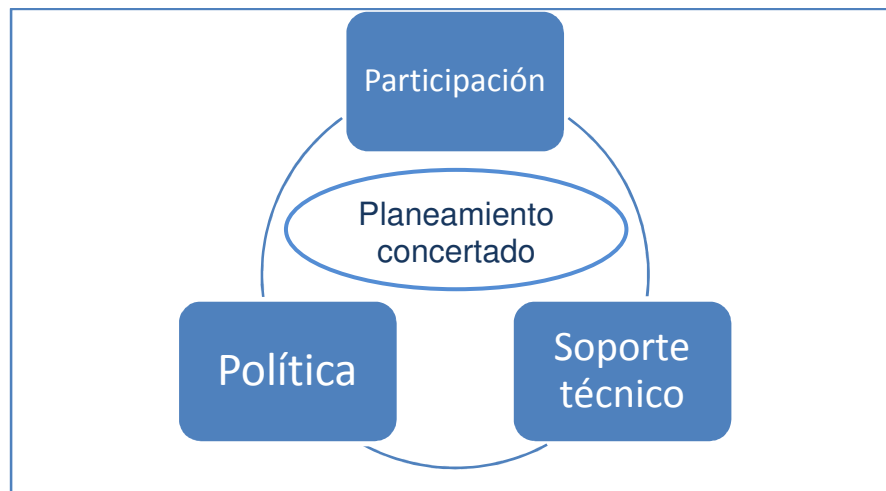 Participación
Planeamiento
concertado
Política
Soporte
técnico